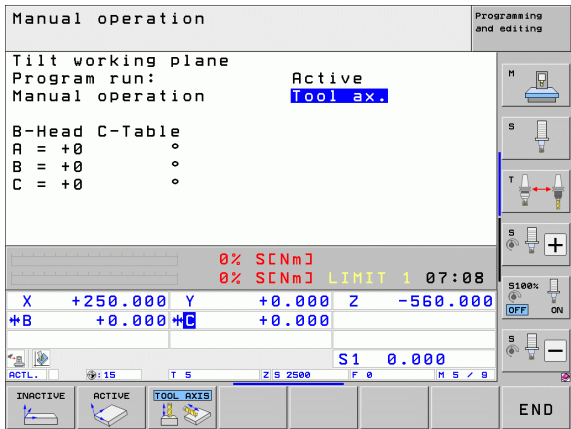 Manual operation
Programming
and editing
Tilt working plane
Program run: Active
Manual operation Tool ax.
B-Head C-Table
A = +0 °
B = +0 °
C = +0 °
0% S[Nm]
0% S[Nm] LIMIT 1 07:08
X +250.000 Y +0.000 Z -560.000
B +0.000 C +0.000
S1 0.000
ACTL. :15 T 5 Z S 2500 F 0 M 5 / 9
M
S
T
S
S100%
OFF ON
S
INACTIVE ACTIVE TOOL AXIS END